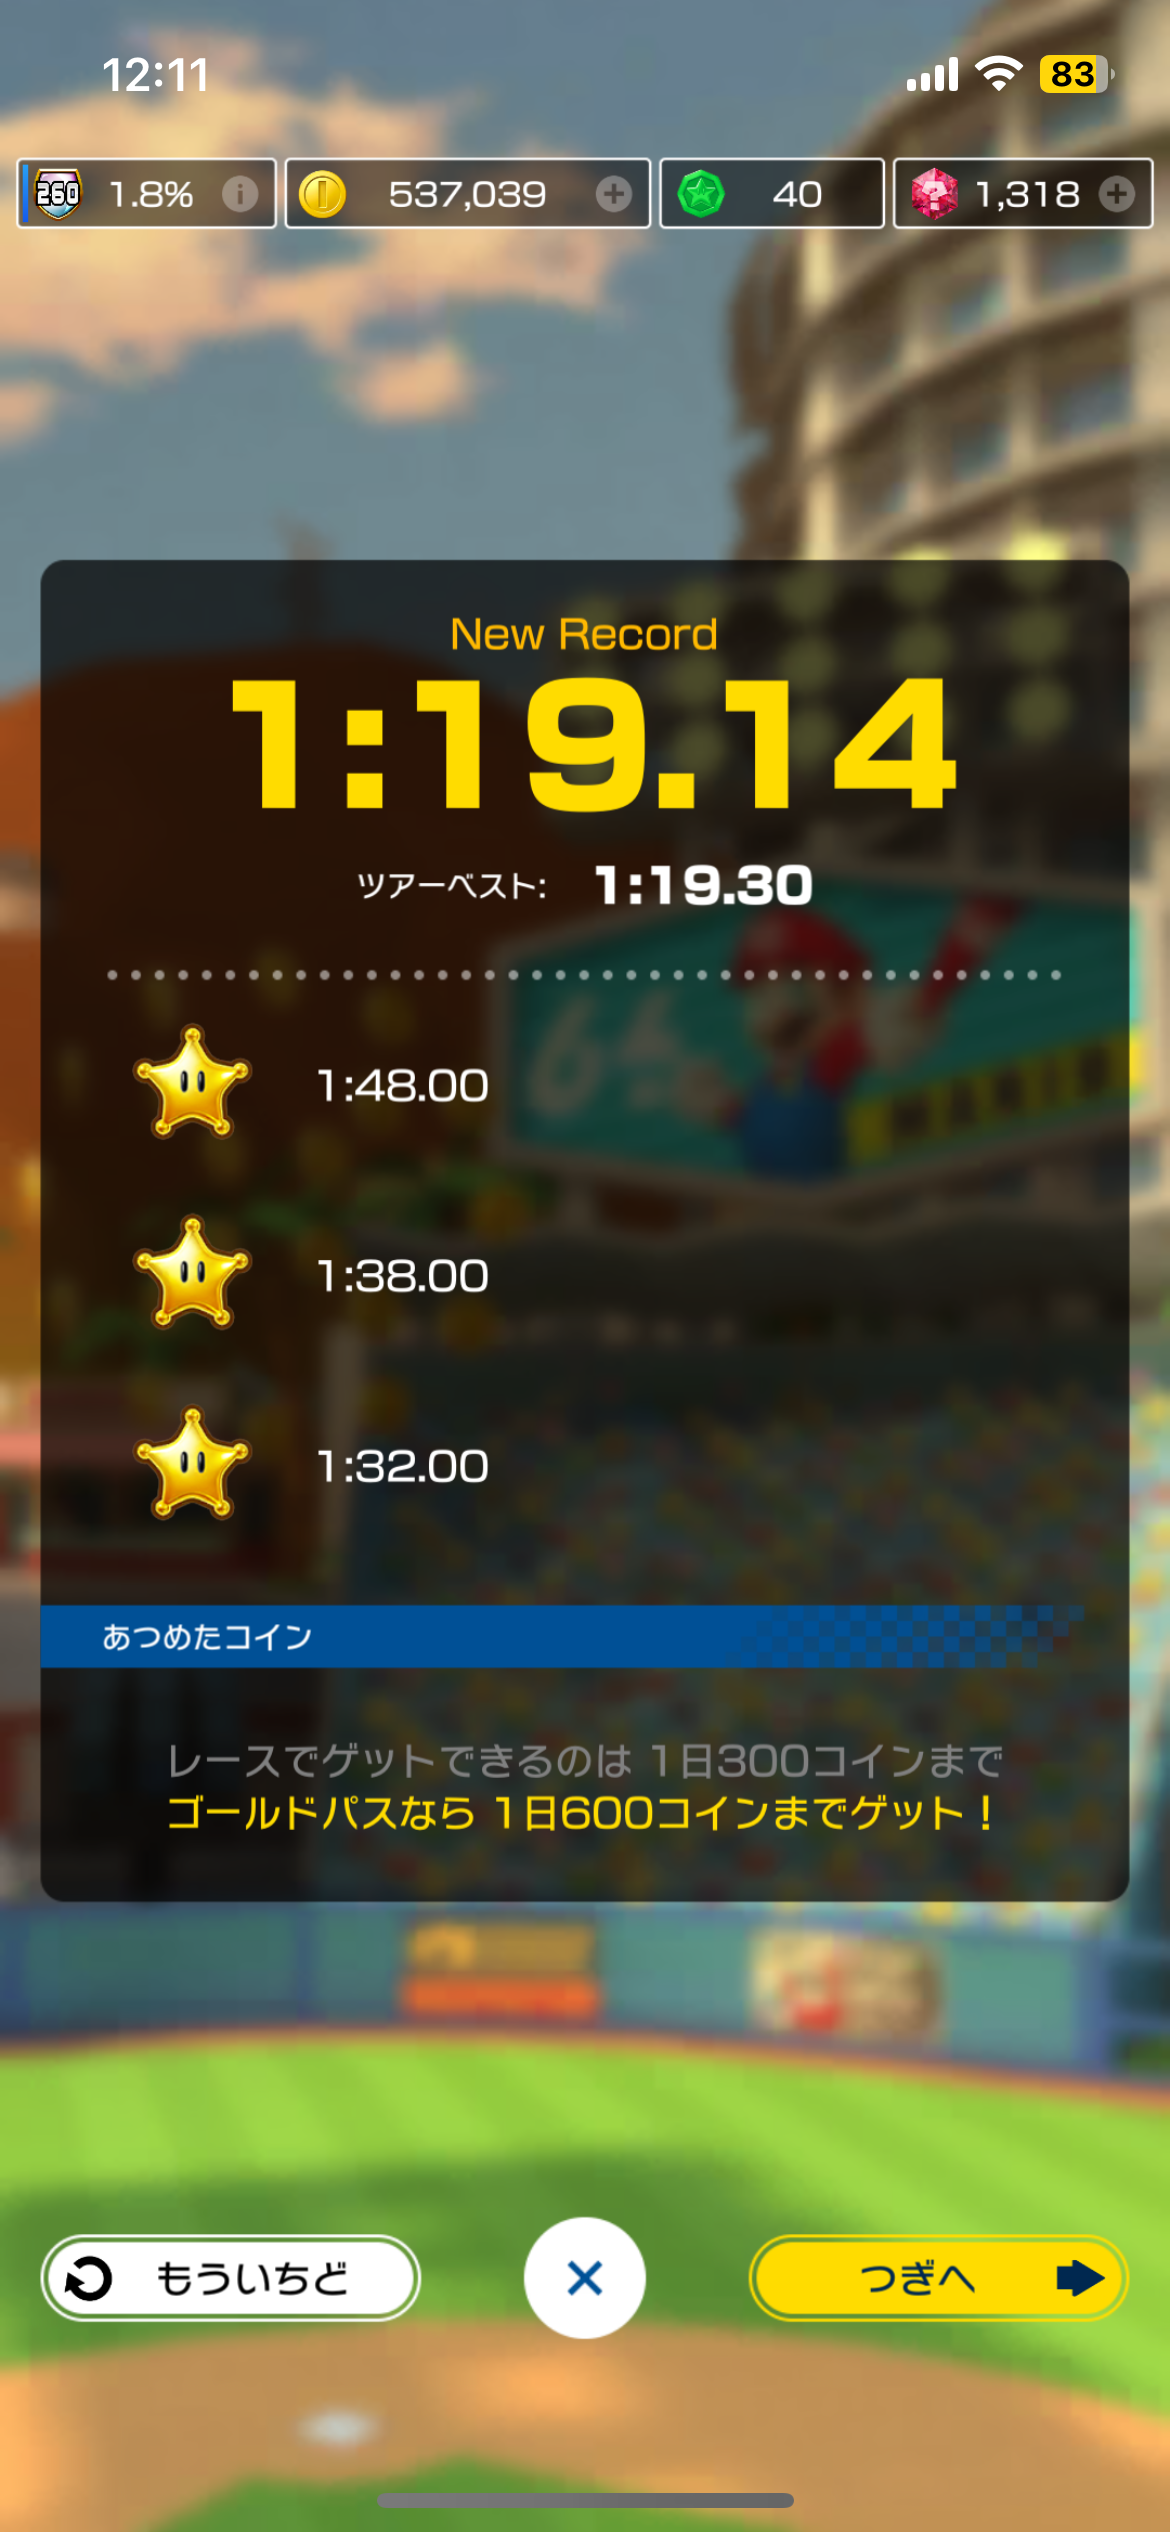 12:11
83
260 1.8% 537,039 40 1,318
New Record
1:19.14
ツアーベスト: 1:19.30
1:48.00
1:38.00
1:32.00
あつめたコイン
レースでゲットできるのは 1日300コインまで
ゴールドパスなら 1日600コインまでゲット！
もういちど
つぎへ